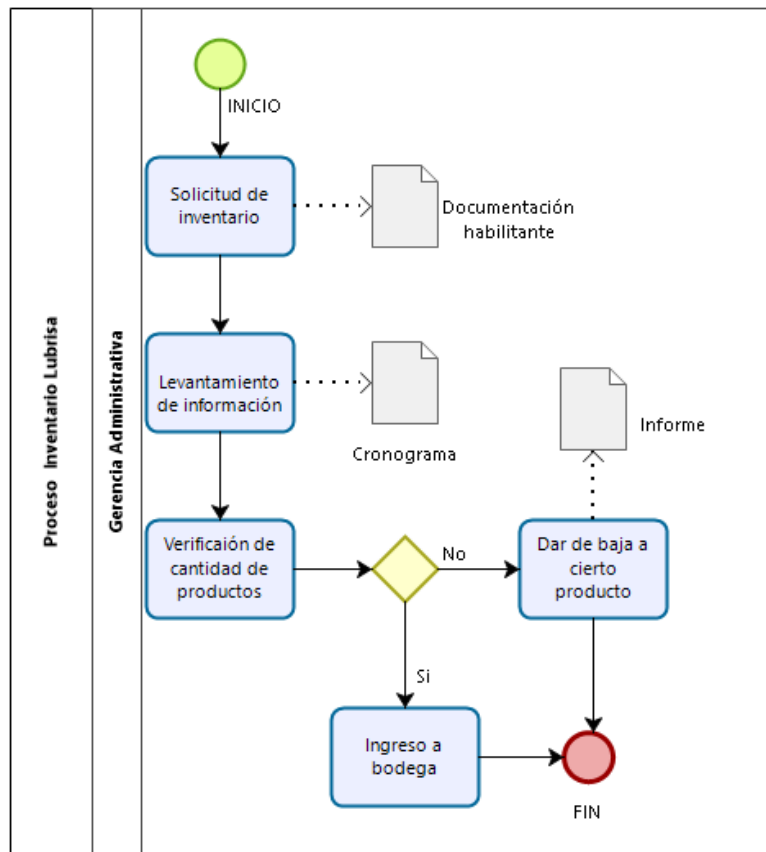 Proceso  Inventario Lubrisa
Gerencia Administrativa
INICIO
Solicitud de
inventario
Documentación
habilitante
Levantamiento
de información
Cronograma
Informe
Verificaión de
cantidad de
productos
No
Dar de baja a
cierto
producto
Si
Ingreso a
bodega
FIN